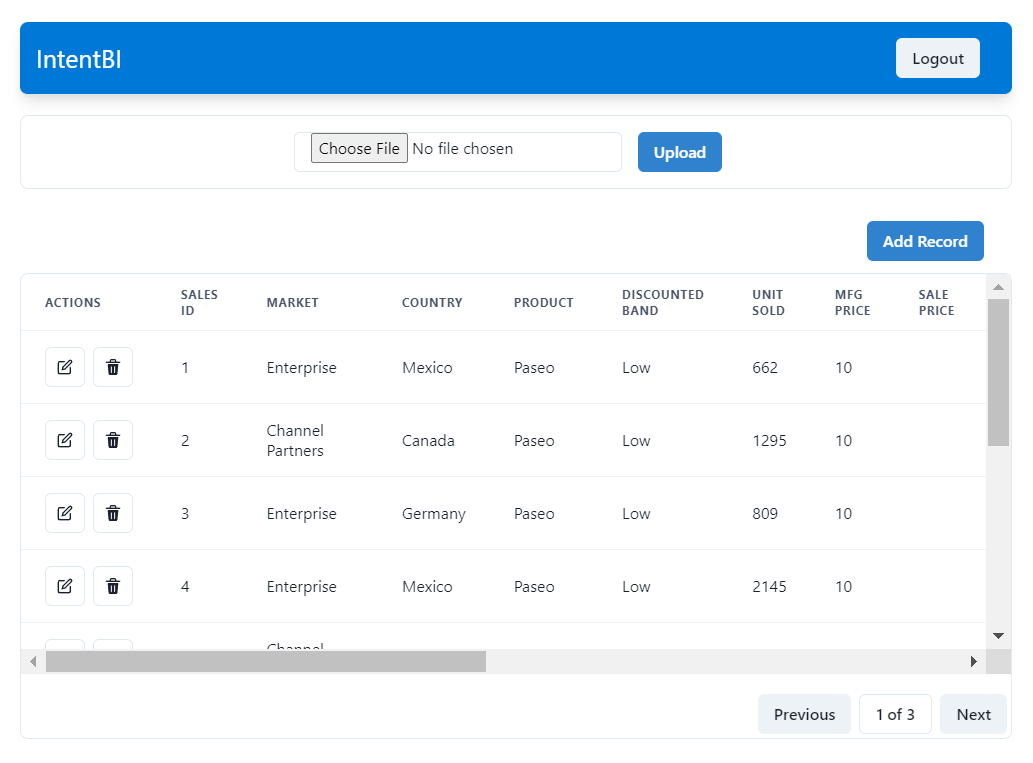 IntentBI Logout
Choose File No file chosen Upload
Add Record
ACTIONS SALES ID MARKET COUNTRY PRODUCT DISCOUNTED BAND UNIT SOLD MFG PRICE SALE PRICE
1 Enterprise Mexico Paseo Low 662 10
2 Channel Partners Canada Paseo Low 1295 10
3 Enterprise Germany Paseo Low 809 10
4 Enterprise Mexico Paseo Low 2145 10
Channel
Previous 1 of 3 Next